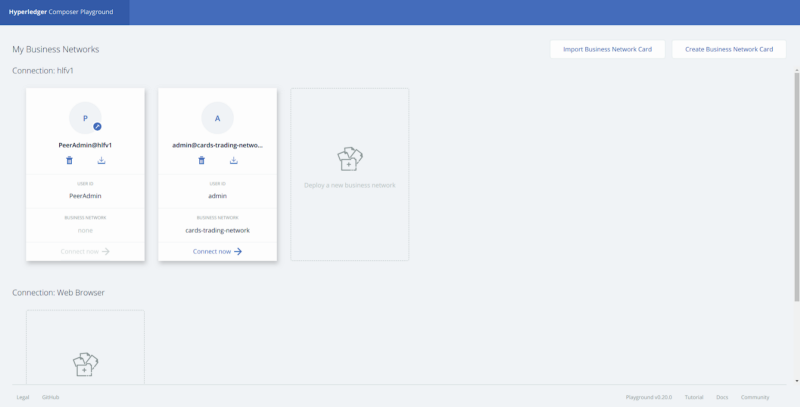 Hyperledger Composer Playground
My Business Networks
Import Business Network Card
Create Business Network Card
Connection: hlfv1
P
PeerAdmin@hlfv1
USER ID
PeerAdmin
BUSINESS NETWORK
none
Connect now
A
admin@cards-trading-netwo...
USER ID
admin
BUSINESS NETWORK
cards-trading-network
Connect now
Deploy a new business network
Connection: Web Browser
Legal GitHub Playground v0.20.0 Tutorial Docs Community